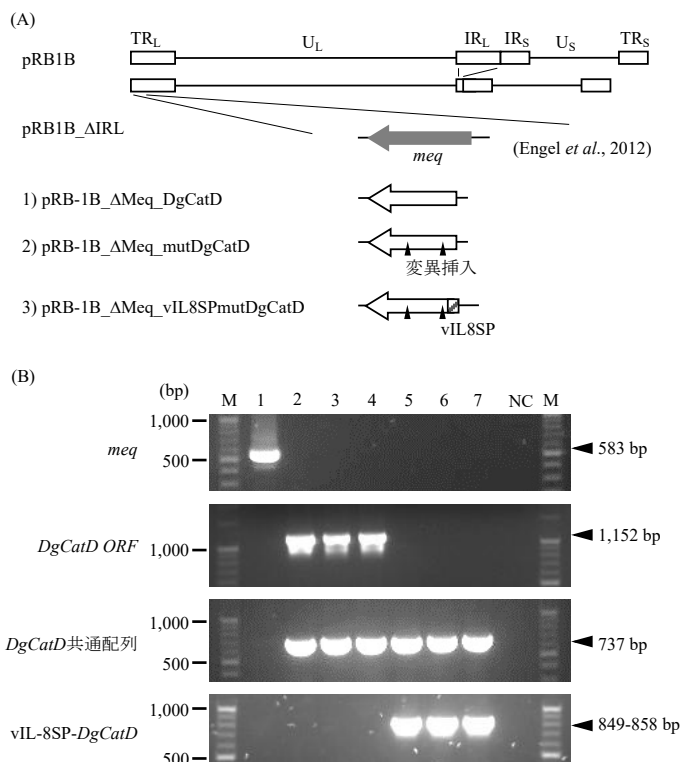 (A)
TRL UL IRL IRS US TRS
pRB1B
pRB1B_ΔIRL
meq
(Engel et al., 2012)
1) pRB-1B_ΔMeq_DgCatD
2) pRB-1B_ΔMeq_mutDgCatD
変異挿入
3) pRB-1B_ΔMeq_vIL8SPmutDgCatD
vIL8SP
(B)
(bp) M 1 2 3 4 5 6 7 NC M
1,000
meq
500
583 bp
DgCatD ORF
1,000
1,152 bp
1,000
DgCatD共通配列
500
737 bp
1,000
vIL-8SP-DgCatD
500
849-858 bp